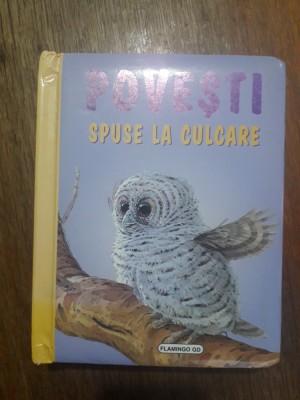 POVEȘTI
SPUSE LA CULCARE
FLAMINGO GD